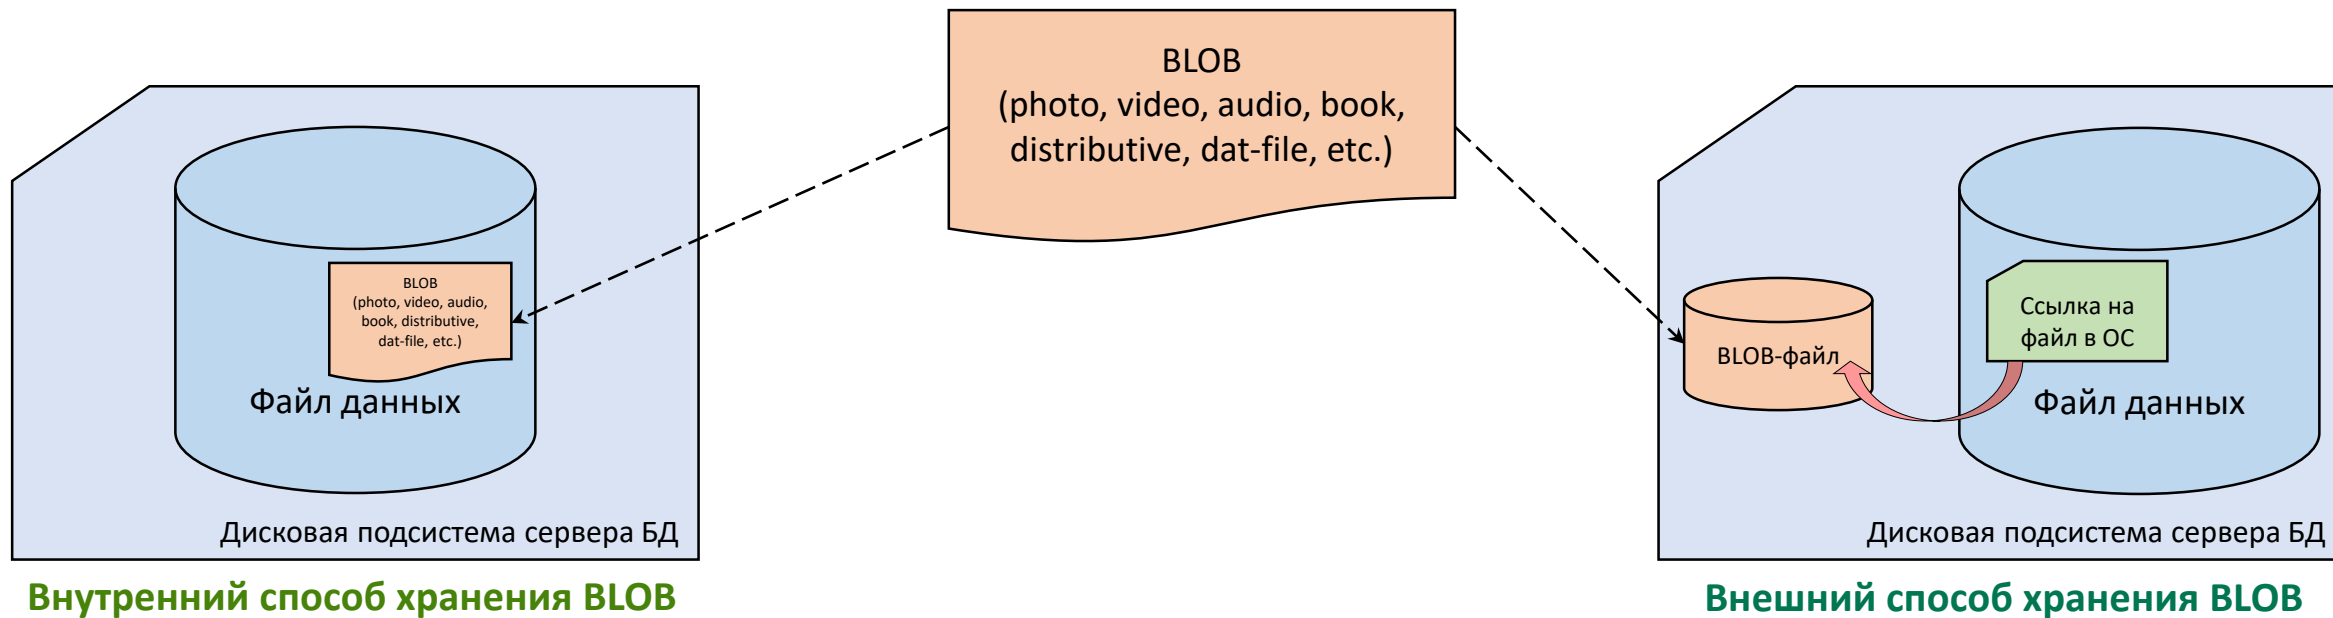 BLOB
(photo, video, audio, book,
distributive, dat-file, etc.)
BLOB
(photo, video, audio,
book, distributive,
dat-file, etc.)
Файл данных
Дисковая подсистема сервера БД
Внутренний способ хранения BLOB
BLOB-файл
Ссылка на
файл в ОС
Файл данных
Дисковая подсистема сервера БД
Внешний способ хранения BLOB